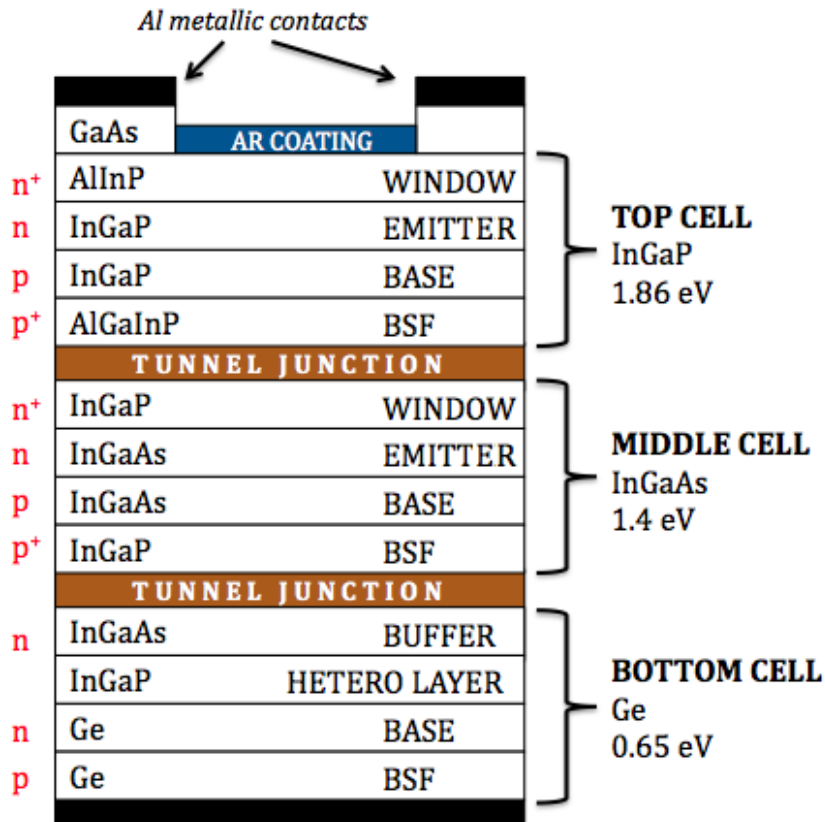 Al metallic contacts
GaAs
AR COATING
n⁺ AlInP WINDOW
n InGaP EMITTER
p InGaP BASE
p⁺ AlGaInP BSF
TOP CELL
InGaP
1.86 eV
TUNNEL JUNCTION
n⁺ InGaP WINDOW
n InGaAs EMITTER
p InGaAs BASE
p⁺ InGaP BSF
MIDDLE CELL
InGaAs
1.4 eV
TUNNEL JUNCTION
n InGaAs BUFFER
InGaP HETERO LAYER
n Ge BASE
p Ge BSF
BOTTOM CELL
Ge
0.65 eV